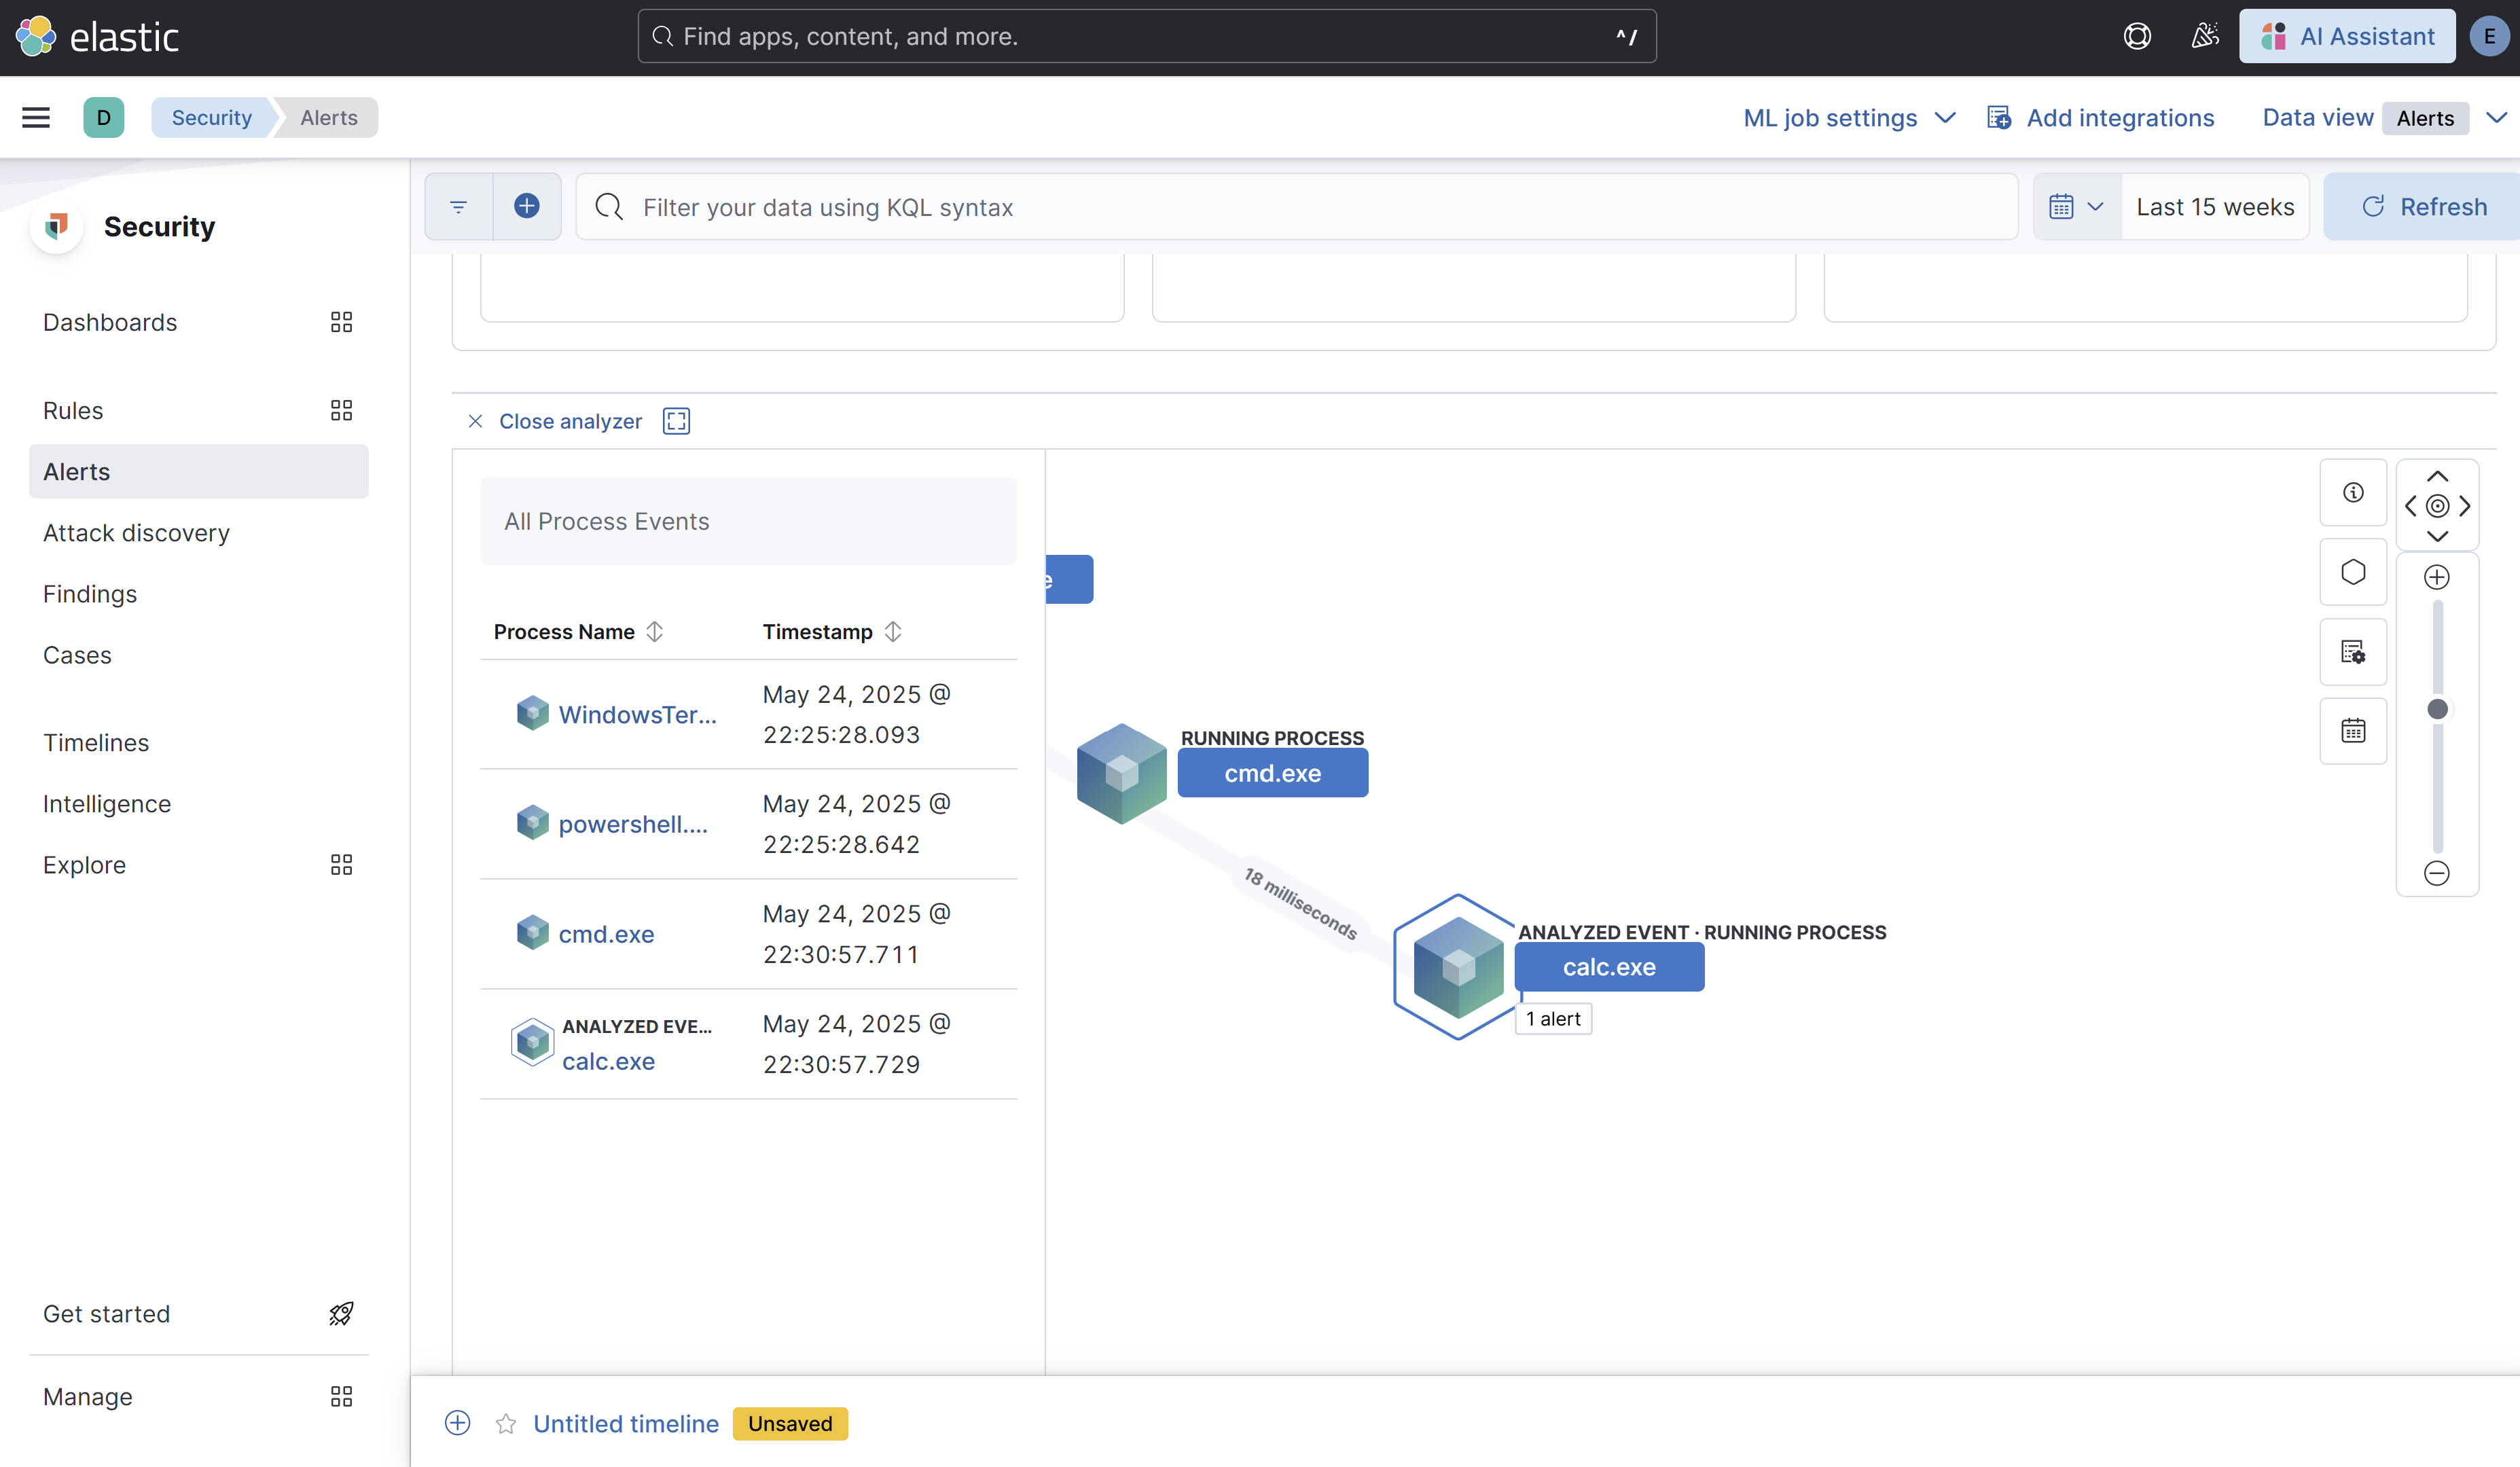 elastic
Find apps, content, and more.
^ /
AI Assistant
E
D
Security
Alerts
ML job settings
Add integrations
Data view
Alerts
Security
Filter your data using KQL syntax
Last 15 weeks
Refresh
Dashboards
Rules
Alerts
Attack discovery
Findings
Cases
Timelines
Intelligence
Explore
Get started
Manage
Close analyzer
All Process Events
Process Name
Timestamp
WindowsTer...
May 24, 2025 @
22:25:28.093
powershell....
May 24, 2025 @
22:25:28.642
cmd.exe
May 24, 2025 @
22:30:57.711
ANALYZED EVE...
calc.exe
May 24, 2025 @
22:30:57.729
e
RUNNING PROCESS
cmd.exe
18 milliseconds
ANALYZED EVENT · RUNNING PROCESS
calc.exe
1 alert
Untitled timeline
Unsaved